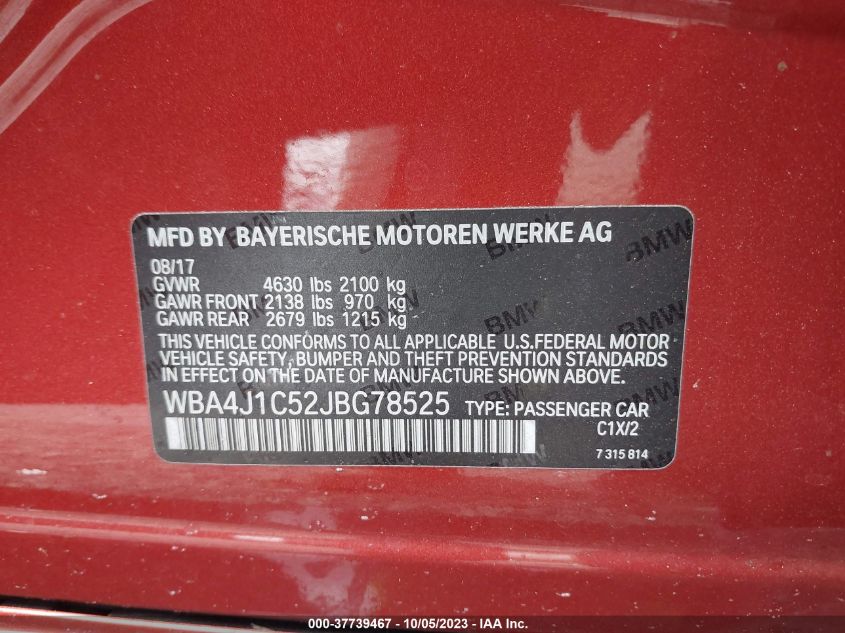 MFD BY BAYERISCHE MOTOREN WERKE AG
08/17
GVWR 4630 lbs 2100 kg
GAWR FRONT 2138 lbs 970 kg
GAWR REAR 2679 lbs 1215 kg
THIS VEHICLE CONFORMS TO ALL APPLICABLE U.S.FEDERAL MOTOR
VEHICLE SAFETY, BUMPER AND THEFT PREVENTION STANDARDS
IN EFFECT ON THE DATE OF MANUFACTURE SHOWN ABOVE.
WBA4J1C52JBG78525 TYPE: PASSENGER CAR
C1X/2
7 315 814
BMW
000-37739467 - 10/05/2023 - IAA Inc.